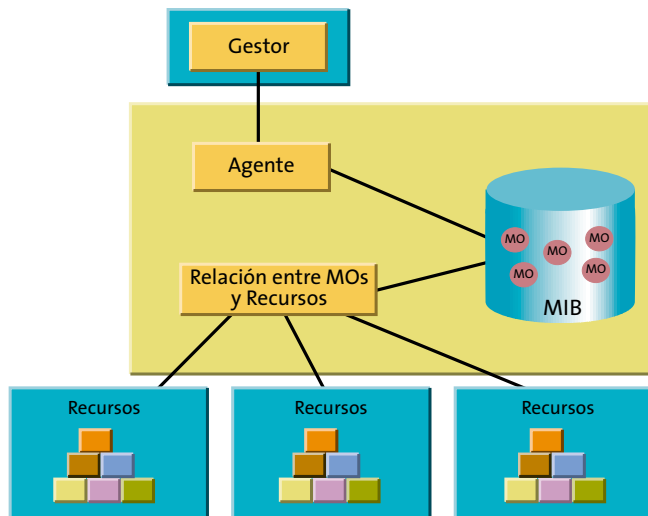 Gestor
Agente
MO
MO
MO
MO
MO
MIB
Relación entre MOs
y Recursos
Recursos
Recursos
Recursos